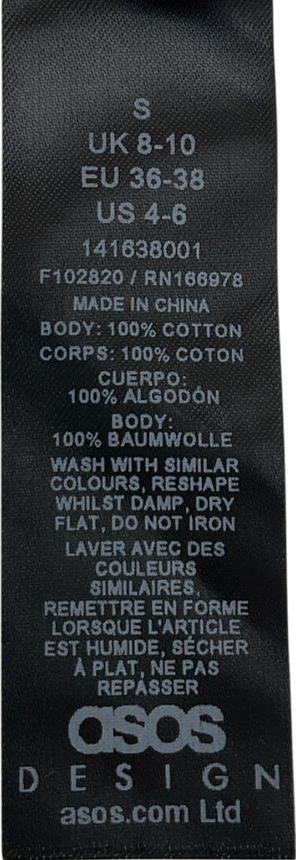 S
UK 8-10
EU 36-38
US 4-6
141638001
F102820 / RN166978
MADE IN CHINA
BODY: 100% COTTON
CORPS: 100% COTON
CUERPO:
100% ALGODÓN
BODY:
100% BAUMWOLLE
WASH WITH SIMILAR
COLOURS, RESHAPE
WHILST DAMP, DRY
FLAT, DO NOT IRON
LAVER AVEC DES
COULEURS
SIMILAIRES,
REMETTRE EN FORME
LORSQUE L'ARTICLE
EST HUMIDE, SÉCHER
À PLAT, NE PAS
REPASSER
asos
DESIGN
asos.com Ltd